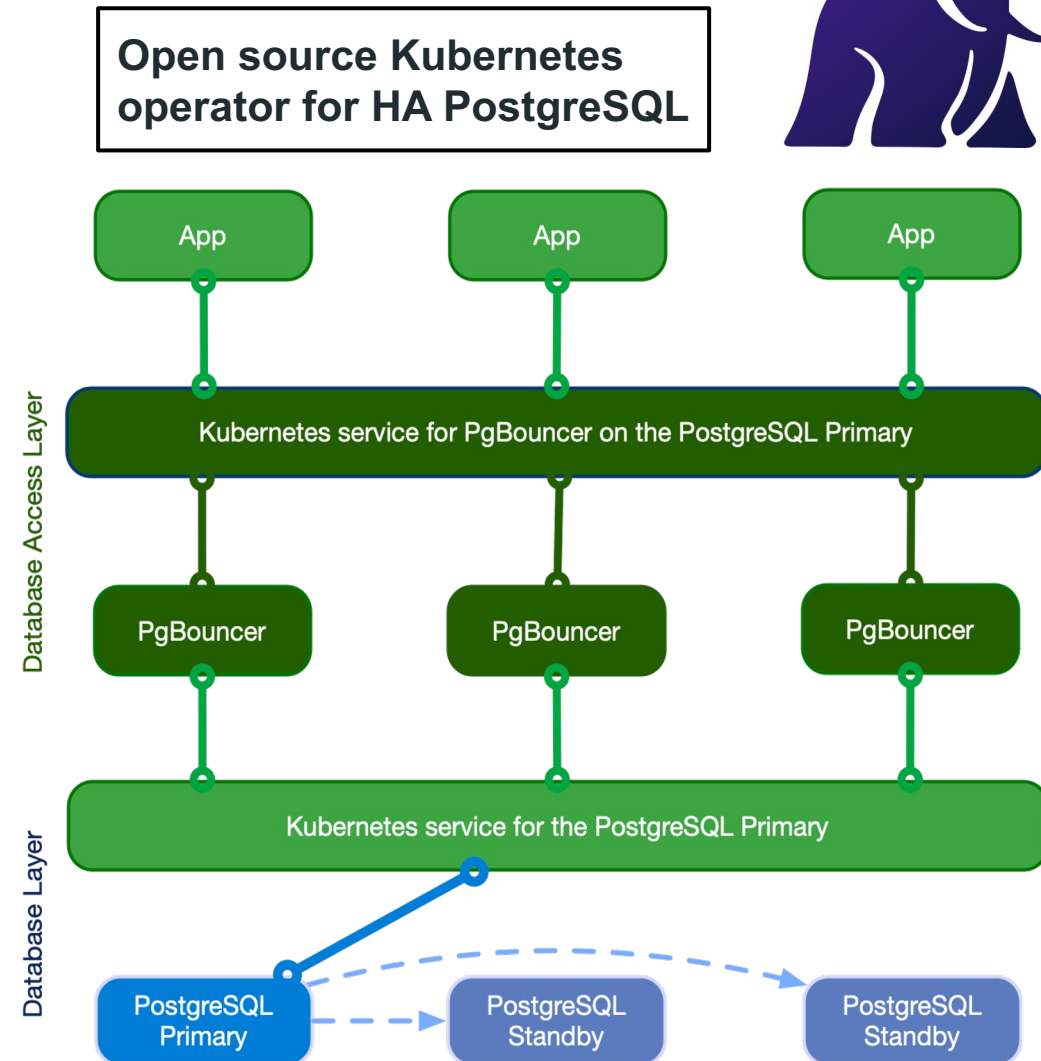 Open source Kubernetes
operator for HA PostgreSQL
App
App
App
Database Access Layer
Kubernetes service for PgBouncer on the PostgreSQL Primary
PgBouncer
PgBouncer
PgBouncer
Database Layer
Kubernetes service for the PostgreSQL Primary
PostgreSQL
Primary
PostgreSQL
Standby
PostgreSQL
Standby